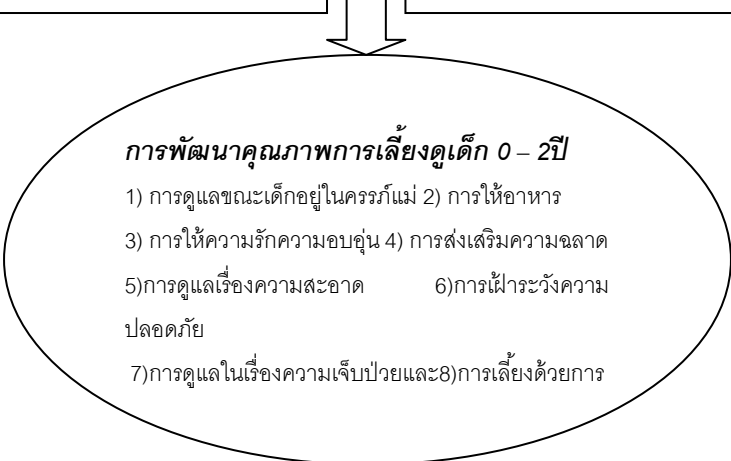 การพัฒนาคุณภาพการเลี้ยงดูเด็ก 0 – 2ปี
1) การดูแลขณะเด็กอยู่ในครรภ์แม่ 2) การให้อาหาร
3) การให้ความรักความอบอุ่น 4) การส่งเสริมความฉลาด
5)การดูแลเรื่องความสะอาด 6)การเฝ้าระวังความ
ปลอดภัย
7)การดูแลในเรื่องความเจ็บป่วยและ8)การเลี้ยงด้วยการ